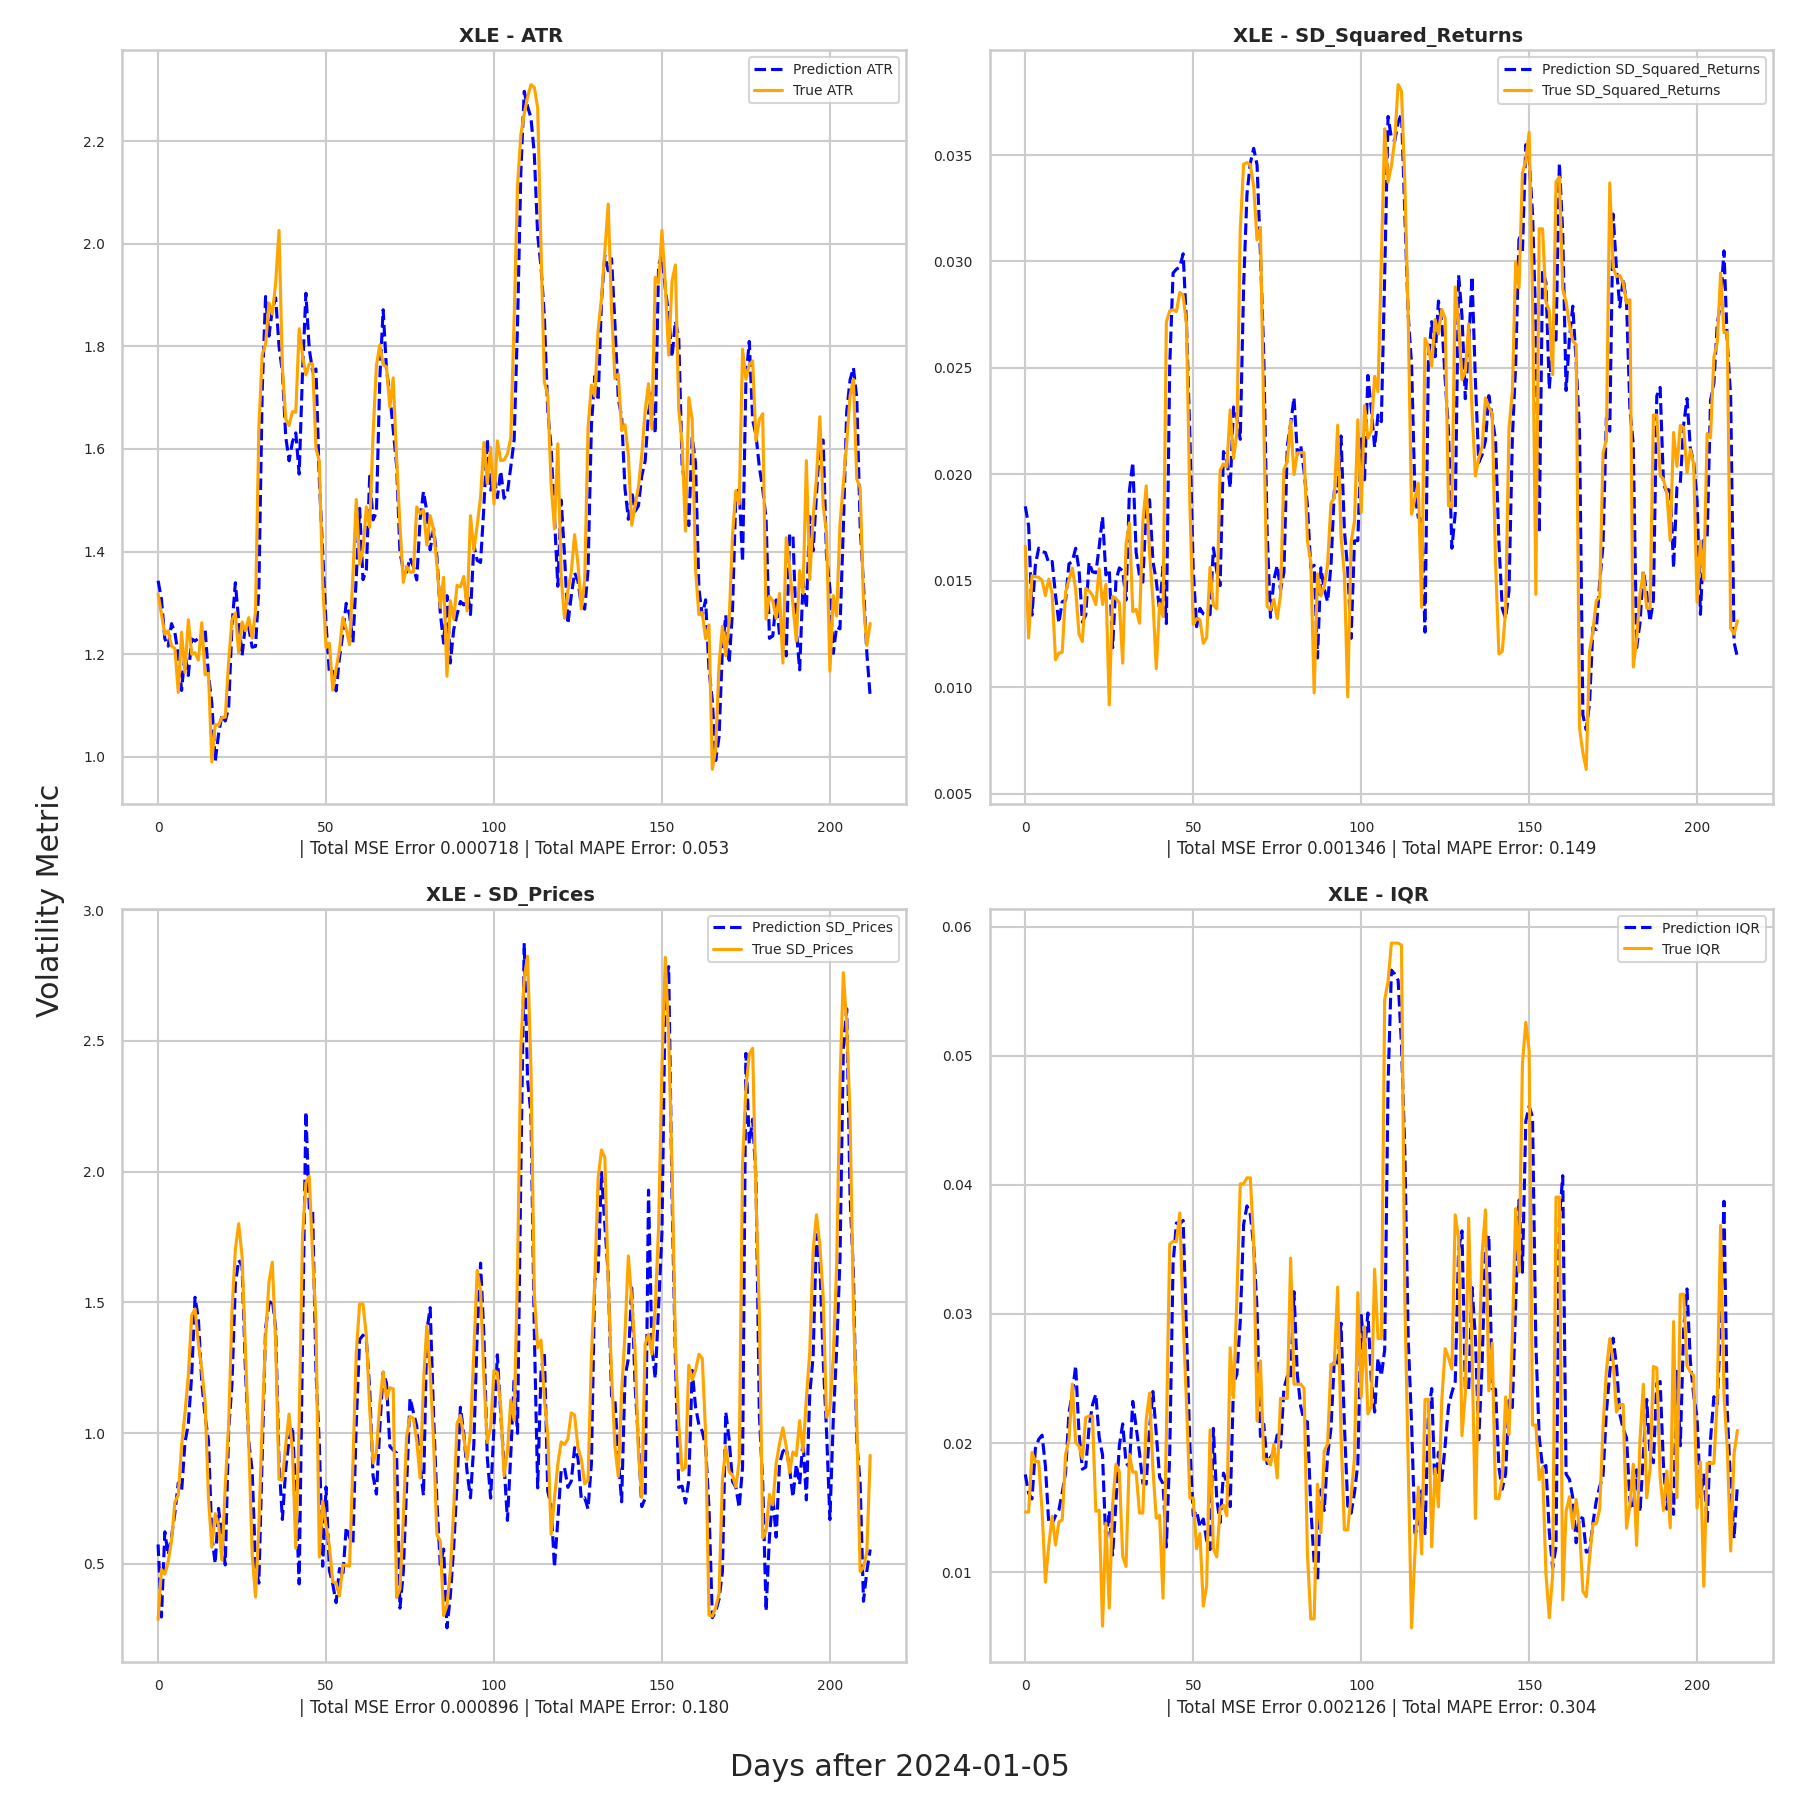 XLE - ATR
Prediction ATR
True ATR
2.2
2.0
1.8
1.6
1.4
1.2
1.0
0
50
100
150
200
| Total MSE Error 0.000718 | Total MAPE Error: 0.053
XLE - SD_Squared_Returns
Prediction SD_Squared_Returns
True SD_Squared_Returns
0.035
0.030
0.025
0.020
0.015
0.010
0.005
0
50
100
150
200
| Total MSE Error 0.001346 | Total MAPE Error: 0.149
Volatility Metric
XLE - SD_Prices
Prediction SD_Prices
True SD_Prices
3.0
2.5
2.0
1.5
1.0
0.5
0
50
100
150
200
| Total MSE Error 0.000896 | Total MAPE Error: 0.180
XLE - IQR
Prediction IQR
True IQR
0.06
0.05
0.04
0.03
0.02
0.01
0
50
100
150
200
| Total MSE Error 0.002126 | Total MAPE Error: 0.304
Days after 2024-01-05